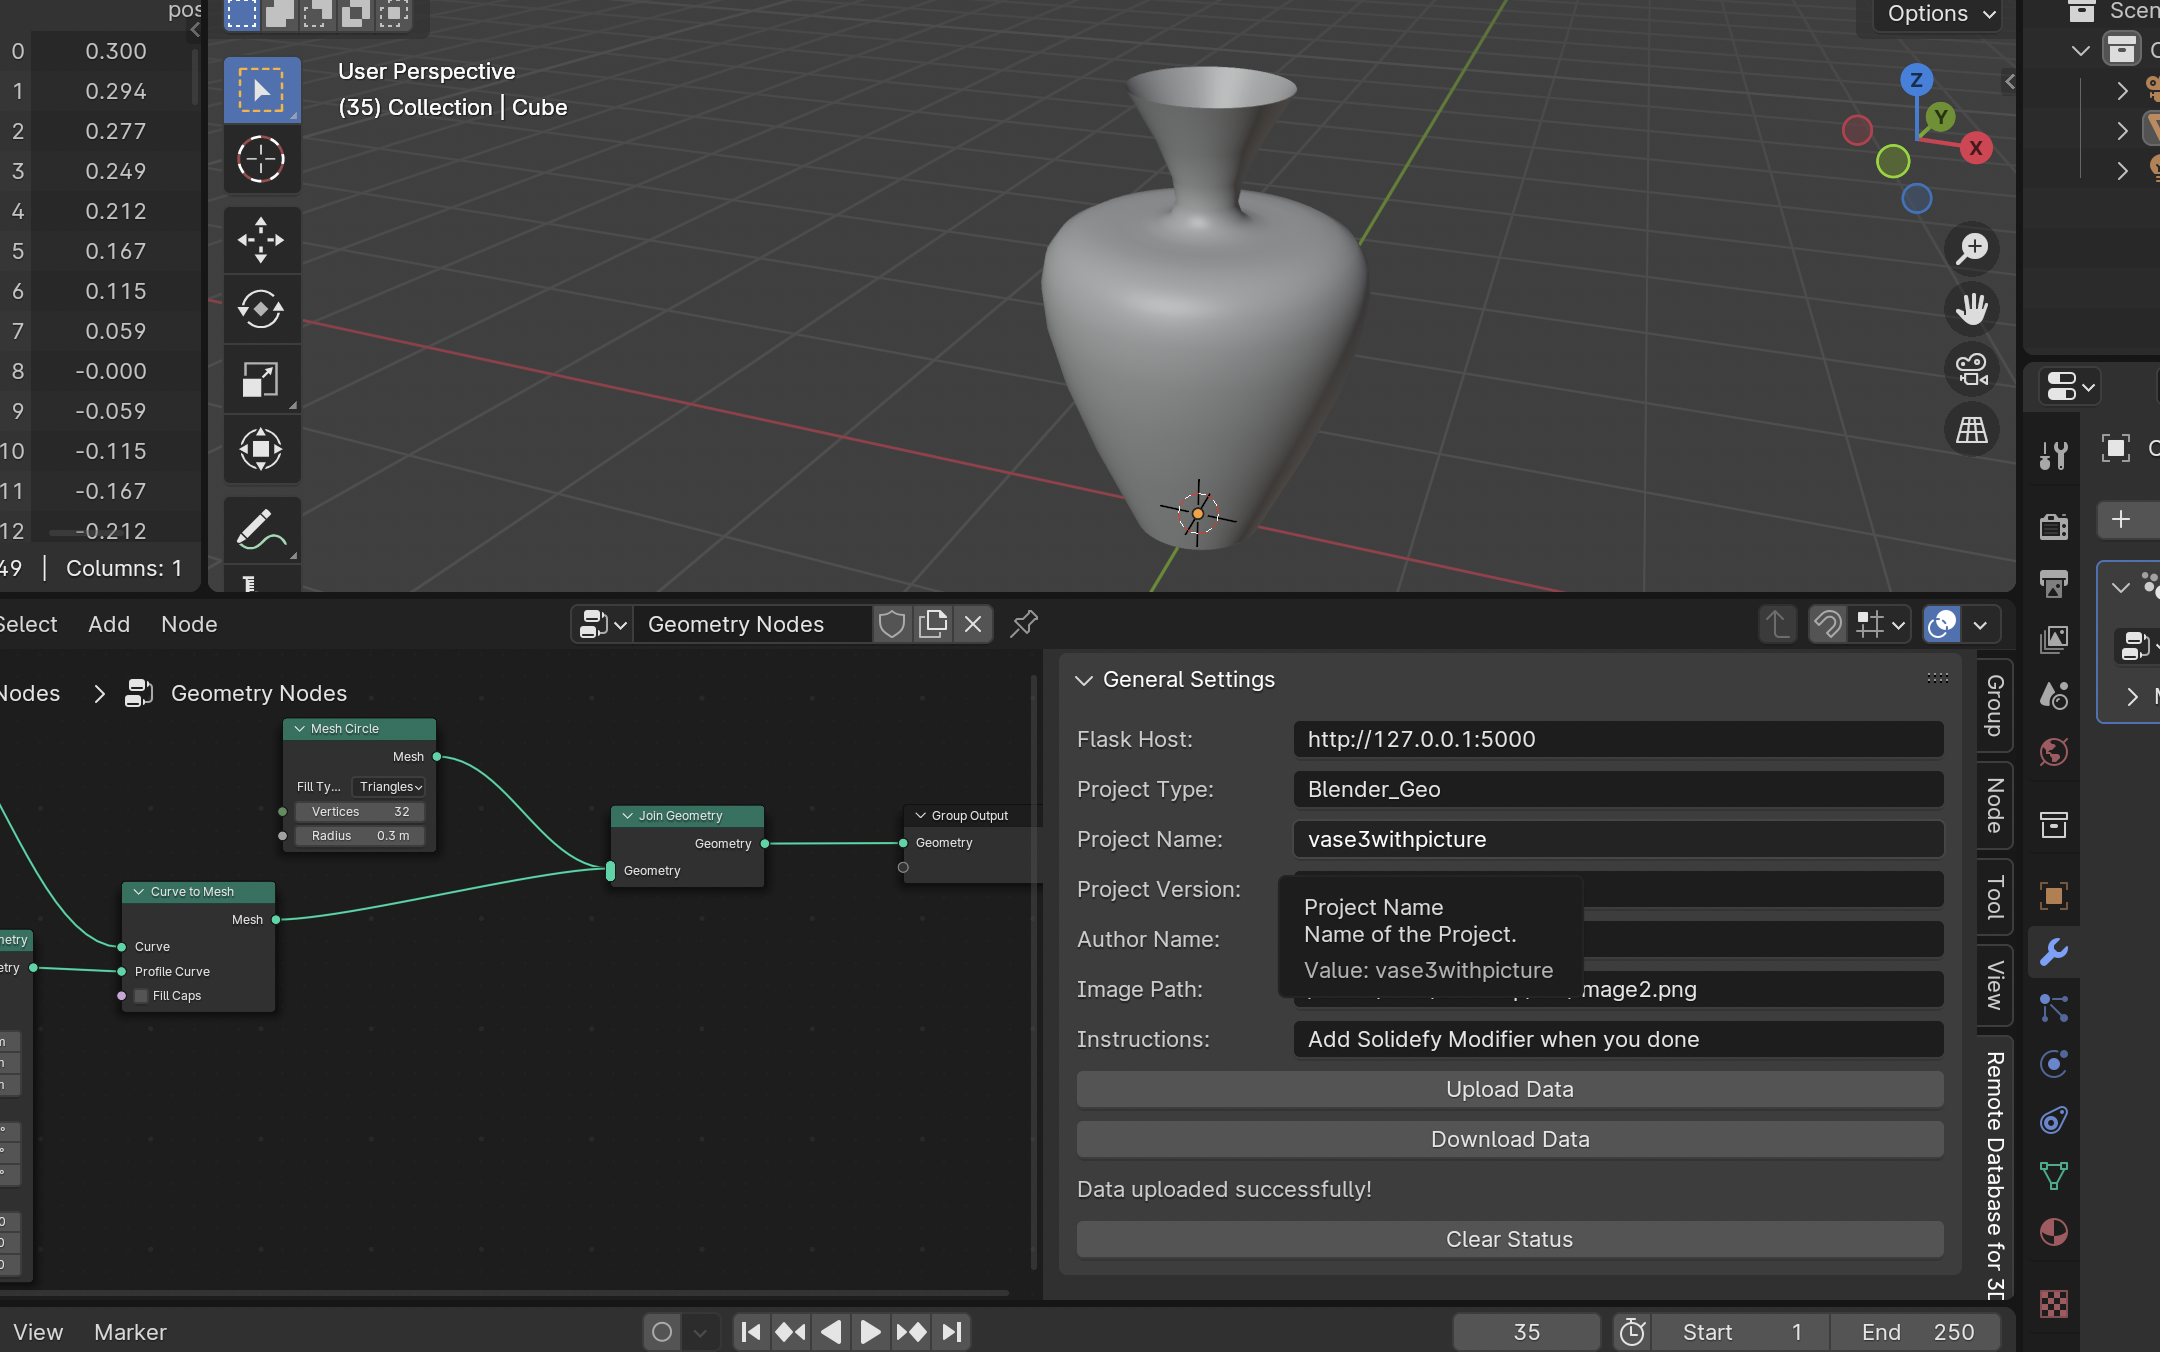 pos
0 0.300
1 0.294
2 0.277
3 0.249
4 0.212
5 0.167
6 0.115
7 0.059
8 -0.000
9 -0.059
10 -0.115
11 -0.167
12 -0.212
49 | Columns: 1
Options
User Perspective
(35) Collection | Cube
Z
Y
X
Scen
C
Select Add Node
Geometry Nodes
Nodes > Geometry Nodes
Mesh Circle
Mesh
Fill Ty... Triangles
Vertices 32
Radius 0.3 m
Join Geometry
Geometry
Geometry
Group Output
Geometry
Curve to Mesh
Mesh
Curve
Profile Curve
Fill Caps
metry
etry
m
m
m
°
°
°
0
0
0
General Settings
Flask Host: http://127.0.0.1:5000
Project Type: Blender_Geo
Project Name: vase3withpicture
Project Version:
Author Name:
Image Path: mage2.png
Project Name
Name of the Project.
Value: vase3withpicture
Instructions: Add Solidefy Modifier when you done
Upload Data
Download Data
Data uploaded successfully!
Clear Status
Group
Node
Tool
View
Remote Database for 3D
View Marker
35
Start 1
End 250